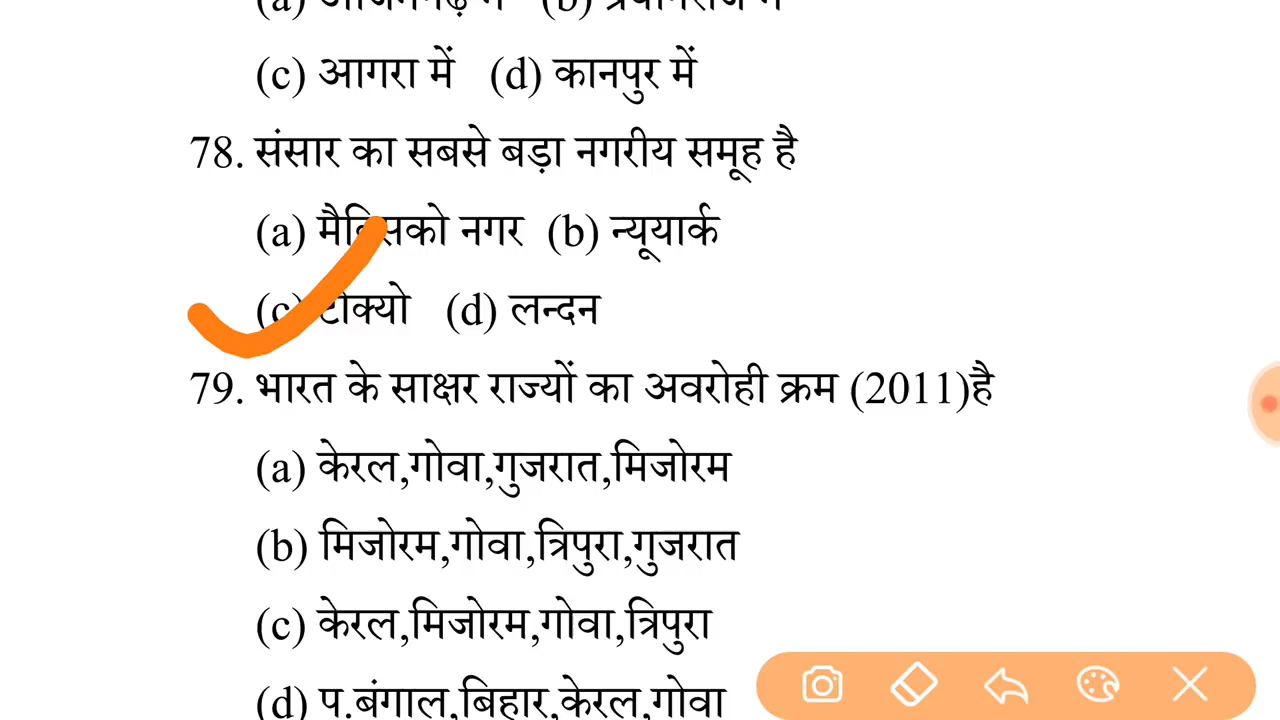 (c) आगरा में (d) कानपुर में
78. संसार का सबसे बड़ा नगरीय समूह है
(a) मैक्सिको नगर (b) न्यूयार्क
(c) टोक्यो (d) लन्दन
79. भारत के साक्षर राज्यों का अवरोही क्रम (2011)है
(a) केरल,गोवा,गुजरात,मिजोरम
(b) मिजोरम,गोवा,त्रिपुरा,गुजरात
(c) केरल,मिजोरम,गोवा,त्रिपुरा
(d) प.बंगाल,बिहार,केरल,गोवा